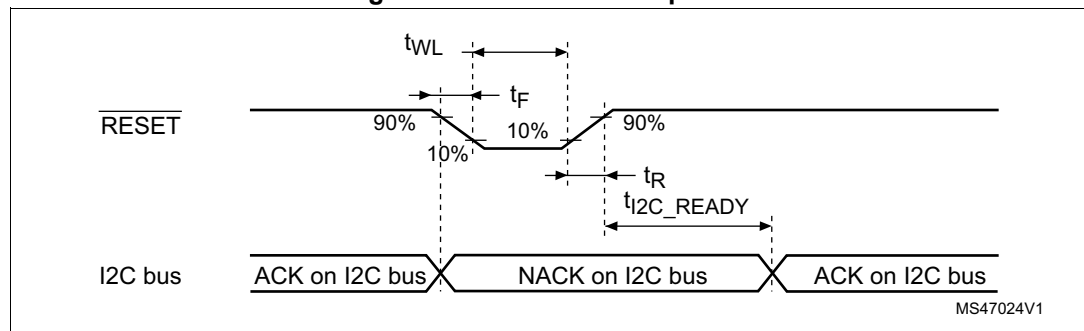 tWL
tF
RESET
90%
10%
10%
90%
tR
tI2C_READY
I2C bus
ACK on I2C bus
NACK on I2C bus
ACK on I2C bus
MS47024V1